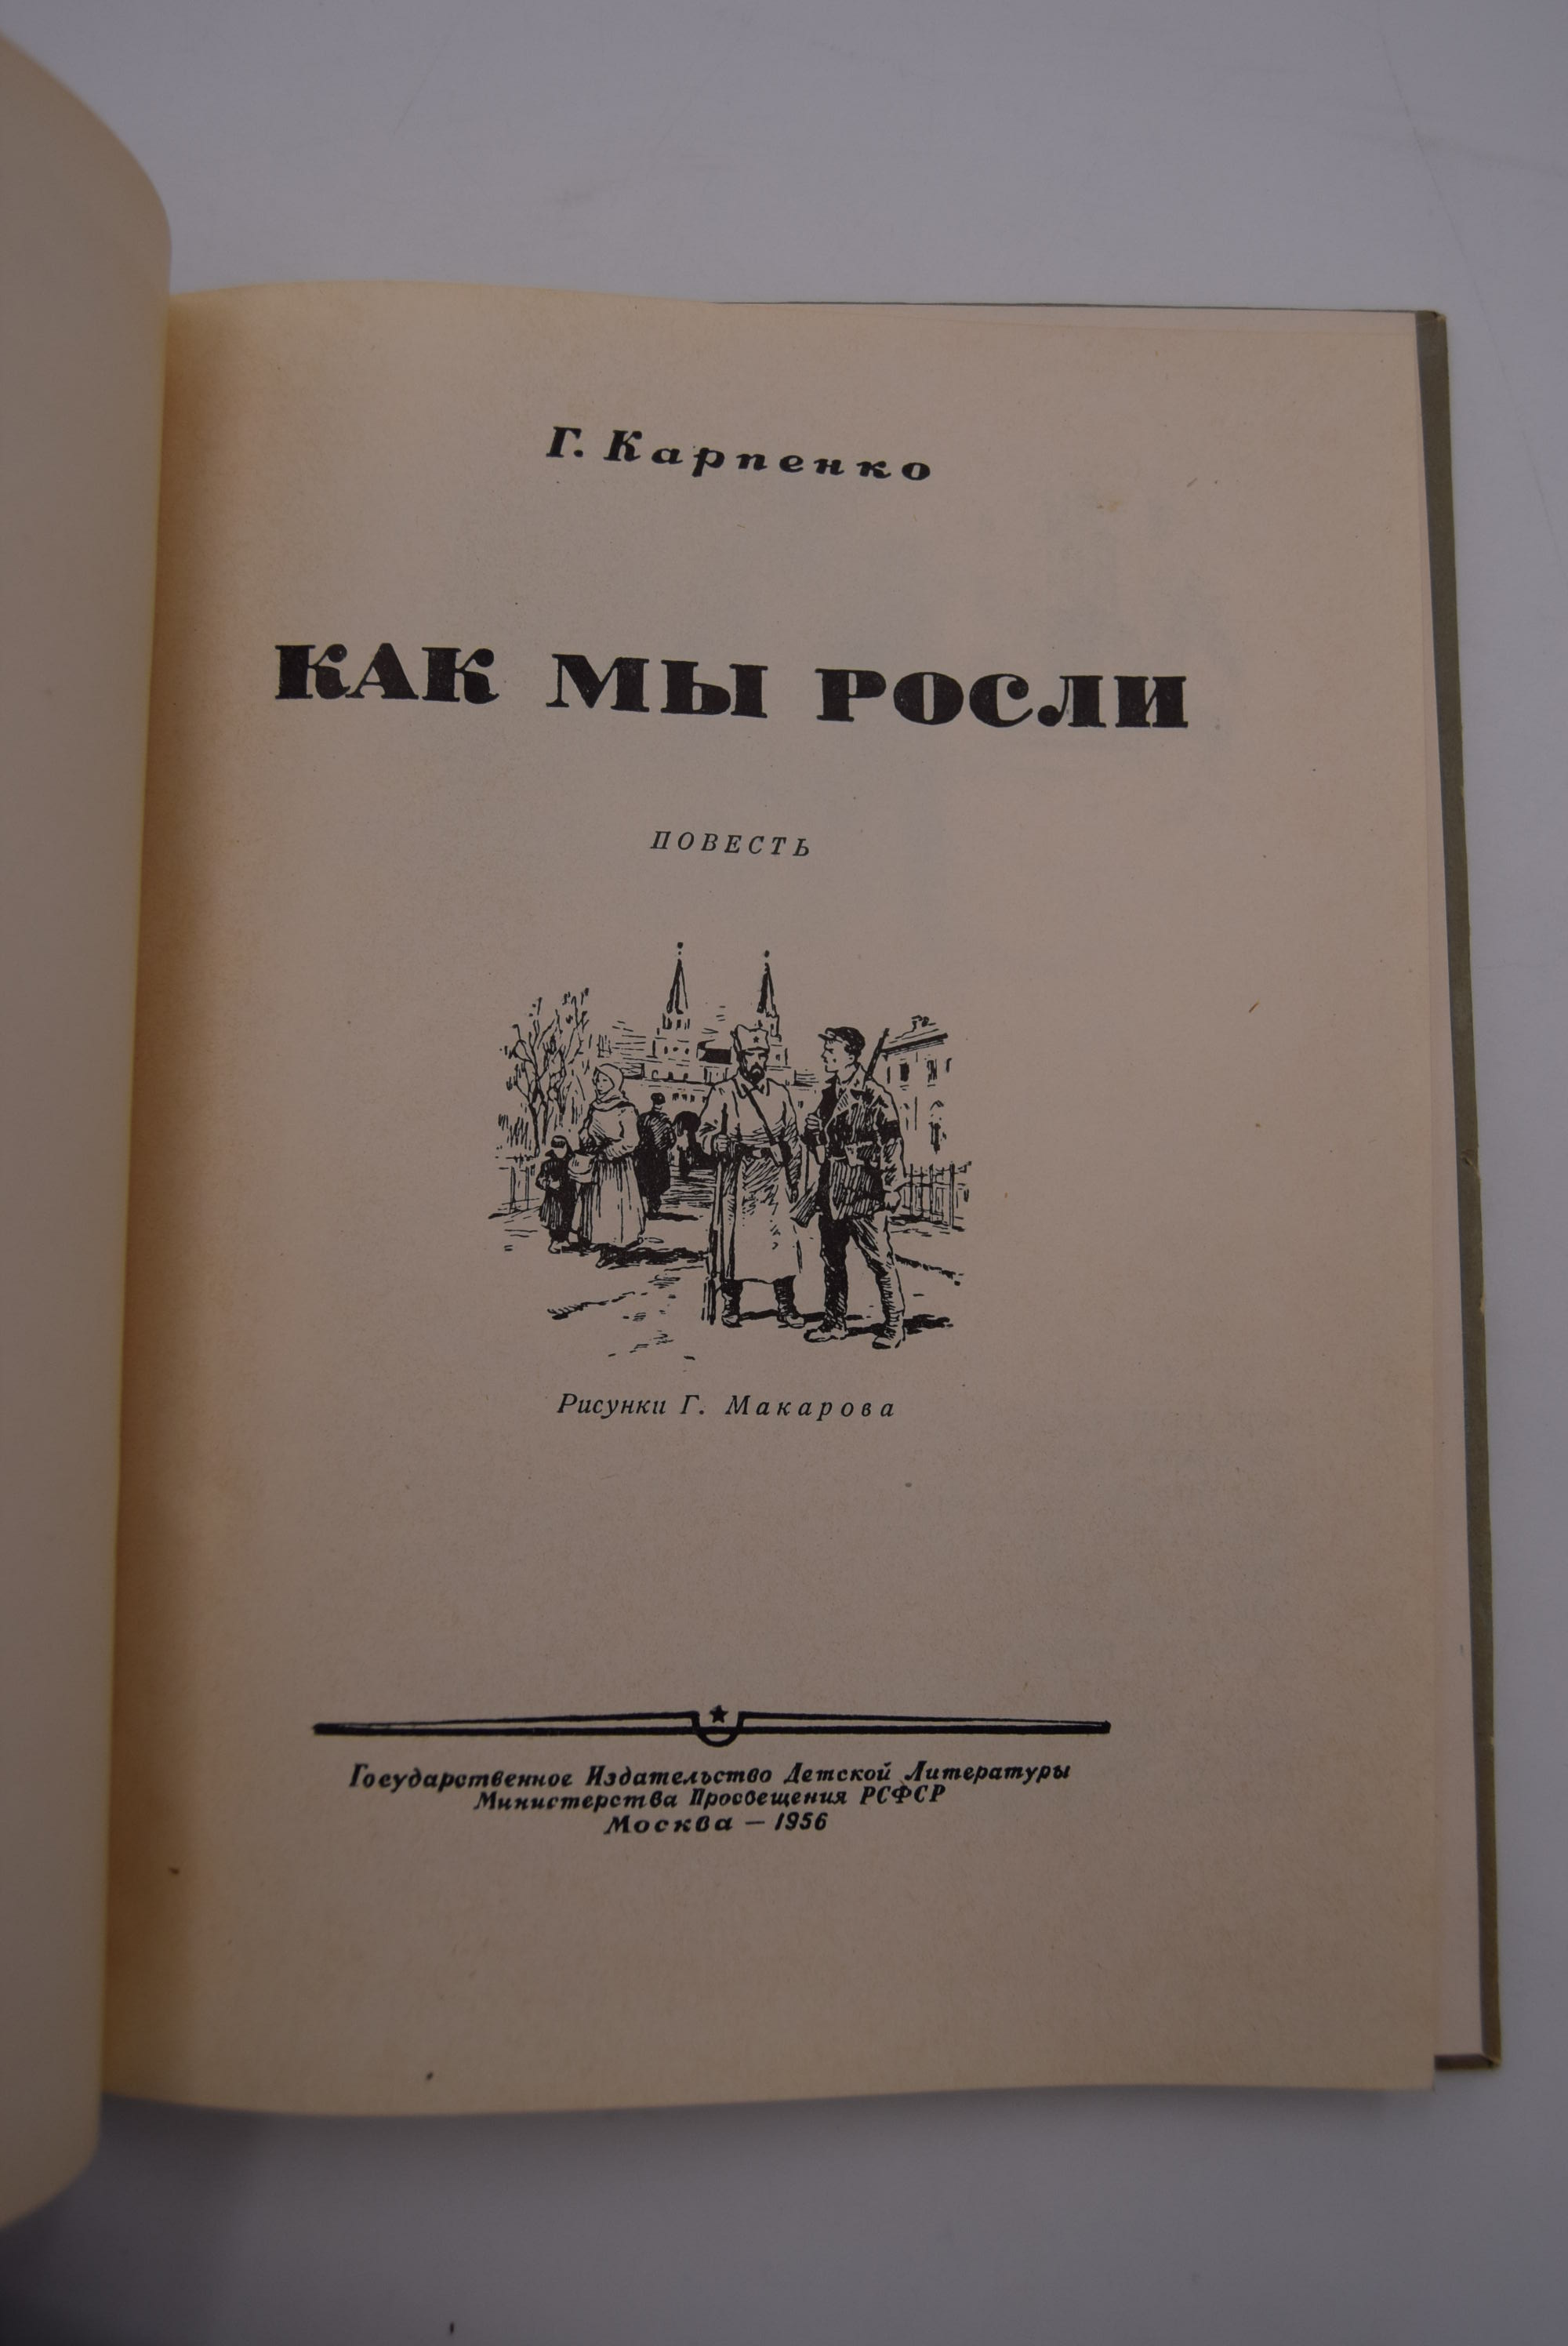 Г. Карпенко
КАК МЫ РОСЛИ
ПОВЕСТЬ
Рисунки Г. Макарова
Государственное Издательство Детской Литературы
Министерства Просвещения РСФСР
Москва — 1956